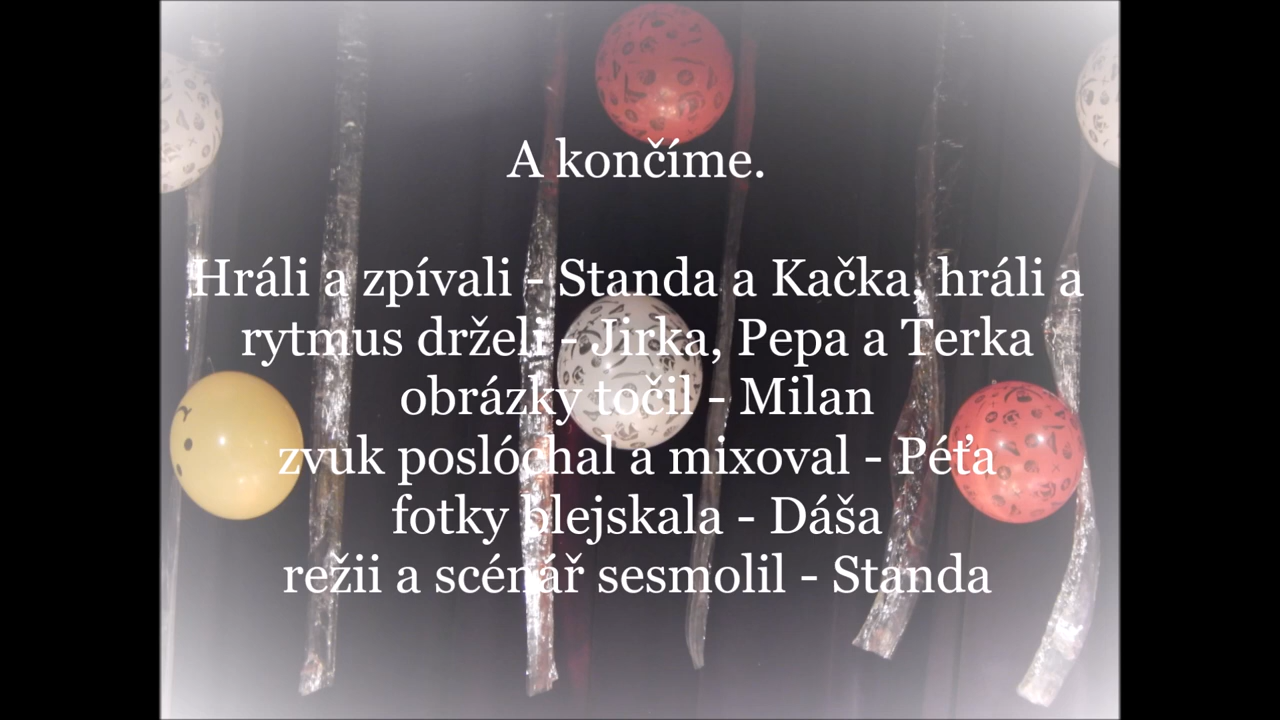 A končíme.
Hráli a zpívali - Standa a Kačka, hráli a
rytmus drželi - Jirka, Pepa a Terka
obrázky točil - Milan
zvuk poslóchal a mixoval - Péťa
fotky blejskala - Dáša
režii a scénář sesmolil - Standa